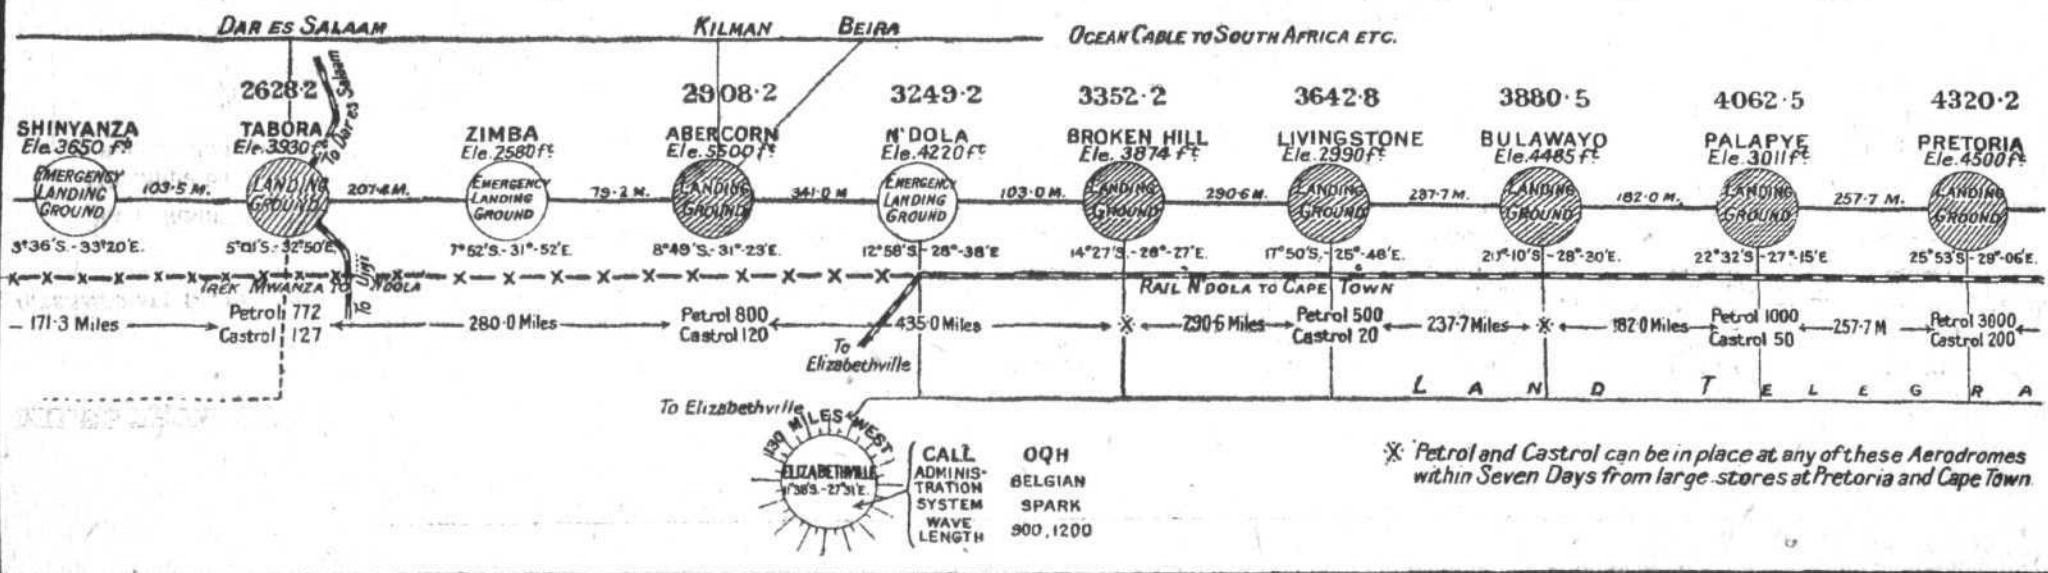 DAR ES SALAAM KILMAN BEIRA OCEAN CABLE TO SOUTH AFRICA ETC.
2628·2 2908·2 3249·2 3352·2 3642·8 3880·5 4062·5 4320·2
To Dar es Salaam
SHINYANZA TABORA ZIMBA ABERCORN N'DOLA BROKEN HILL LIVINGSTONE BULAWAYO PALAPYE PRETORIA
Ele. 3650 ft Ele. 3930 ft Ele. 2580 ft Ele. 5500 ft Ele. 4220 ft Ele. 3874 ft Ele. 2990 ft Ele. 4485 ft Ele. 3011 ft Ele. 4500 ft
EMERGENCY LANDING GROUND 103·5 M. LANDING GROUND 207·4 M. EMERGENCY LANDING GROUND 79·2 M. LANDING GROUND 341·0 M EMERGENCY LANDING GROUND 103·0 M. LANDING GROUND 290·6 M. LANDING GROUND 237·7 M. LANDING GROUND 182·0 M. LANDING GROUND 257·7 M. LANDING GROUND
3°36'S.-33°20'E. 5°01'S.-32°50'E. 7°52'S.-31°-52'E. 8°49'S.-31°-23'E. 12°58'S.-28°-38'E 14°27'S.-28°-27'E. 17°50'S.-25°-48'E. 20°-10'S-28°-30'E. 22°32'S-27°-15'E 25°53'S-29°-06'E.
TREK MWANZA TO N'DOLA To Ujiji RAIL N'DOLA TO CAPE TOWN
171·3 Miles Petrol 772 280·0 Miles Petrol 800 435·0 Miles ※ 290·6 Miles Petrol 500 237·7 Miles ※ 182·0 Miles Petrol 1000 257·7 M Petrol 3000
Castrol 127 Castrol 120 Castrol 20 Castrol 50 Castrol 200
To
Elizabethville
LAND TELEGRA
To Elizabethville
130 MILES WEST
ELIZABETHVILLE
11°38'S.-27°31'E.
CALL OQH
ADMINIS-
TRATION BELGIAN
SYSTEM SPARK
WAVE
LENGTH 900, 1200
※ Petrol and Castrol can be in place at any of these Aerodromes
within Seven Days from large stores at Pretoria and Cape Town